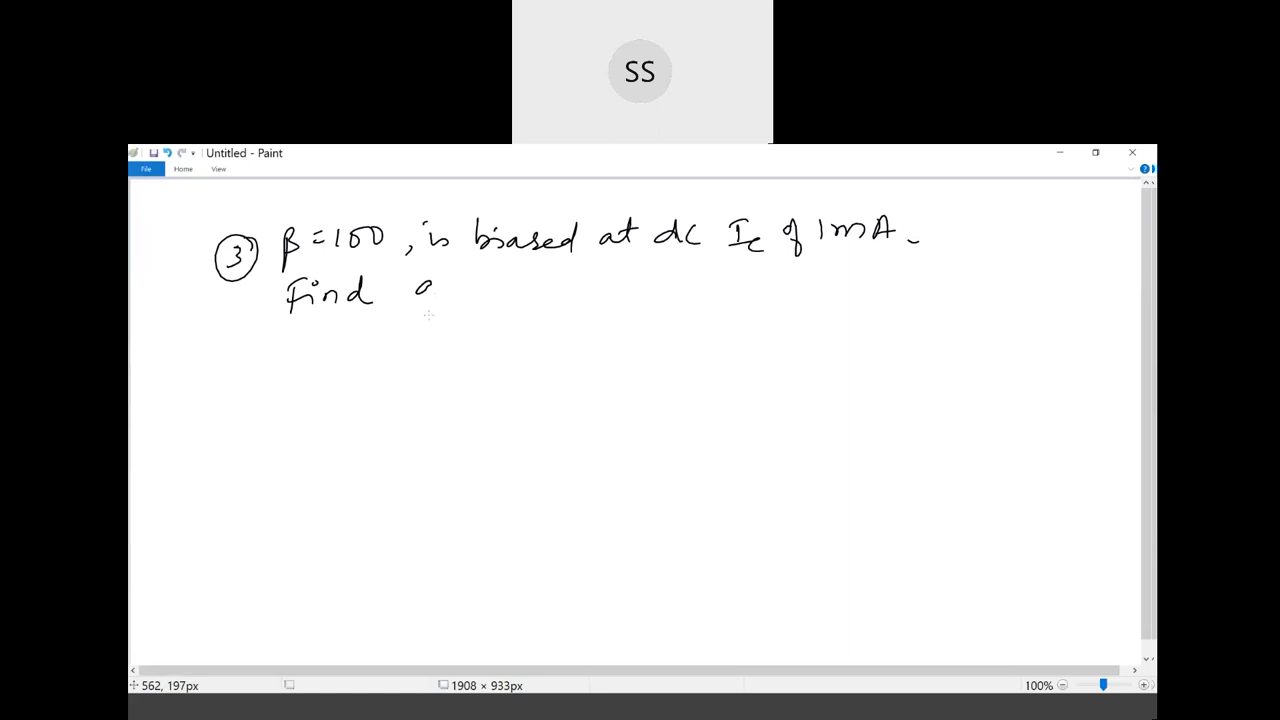 SS
Untitled - Paint
File Home View
③ β = 100, is biased at dc Ic of 1mA.
Find
562, 197px 1908 × 933px 100%